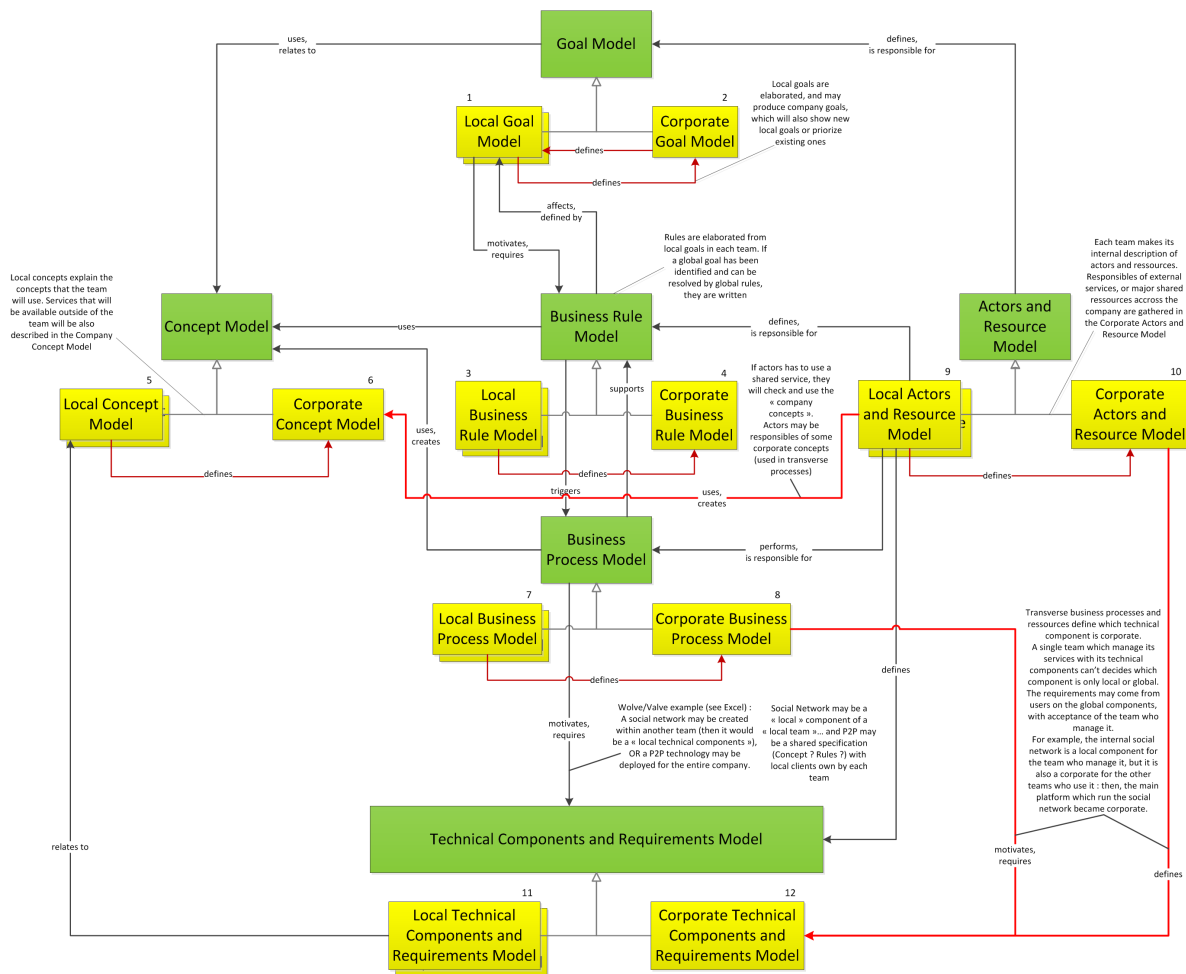 Goal Model
uses,
relates to
defines,
is responsible for
1
Local Goal
Model
2
Corporate
Goal Model
defines
defines
Local goals are
elaborated, and may
produce company goals,
which will also show new
local goals or priorize
existing ones
affects,
defined by
motivates,
requires
Rules are elaborated from
local goals in each team. If
a global goal has been
identified and can be
resolved by global rules,
they are written
Each team makes its
internal description of
actors and ressources.
Responsibles of external
services, or major shared
ressources accross the
company are gathered in
the Corporate Actors and
Resource Model
Local concepts explain the
concepts that the team
will use. Services that will
be available outside of the
team will be also
described in the Company
Concept Model
Concept Model
uses
Business Rule
Model
defines,
is repsonsible for
Actors and
Resource
Model
5
Local Concept
Model
6
Corporate
Concept Model
defines
uses,
creates
3
Local
Business
Rule Model
supports
4
Corporate
Business
Rule Model
defines
If actors has to use a
shared service, they
will check and use the
« company
concepts ».
Actors may be
responsibles of some
corporate concepts
(used in transverse
processes)
9
Local Actors
and Resource
Model
e
10
Corporate
Actors and
Resource Model
defines
triggers
uses,
creates
Business
Process Model
performs,
is responsible for
7
Local Business
Process Model
8
Corporate Business
Process Model
defines
defines
Transverse business processes and
ressources define which technical
component is corporate.
A single team which manage its
services with its technical
components can't decides which
component is only local or global.
The requirements may come from
users on the global components,
with acceptance of the team who
manage it.
For example, the internal social
network is a local component for
the team who manage it, but it is
also a corporate for the other
teams who use it : then, the main
platform which run the social
network became corporate.
motivates,
requires
Wolve/Valve example (see Excel) :
A social network may be created
within another team (then it would
be a « local technical components »),
OR a P2P technology may be
deployed for the entire company.
Social Network may be a
« local » component of a
« local team »... and P2P may
be a shared specification
(Concept ? Rules ?) with
local clients own by each
team
Technical Components and Requirements Model
relates to
motivates,
requires
defines
11
Local Technical
Components and
Requirements Model
12
Corporate Technical
Components and
Requirements Model